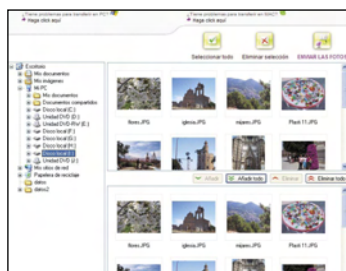 ¿Tiene problemas para transferir en PC?
Haga click aquí
¿Tiene problemas para transferir en MAC?
Haga click aquí
Seleccionar todo
Eliminar selección
ENVIAR LAS FOTOS
Escritorio
Mis documentos
Mis imágenes
Mi PC
Mis documentos
Documentos compartidos
Disco local (C:)
Unidad DVD (D:)
Unidad DVD-RW (E:)
Disco local (F:)
Disco local (G:)
Disco local (H:)
Disco local (I:)
Unidad DVD (J:)
Mis sitios de red
Papelera de reciclaje
datos
datos2
flores.JPG
iglesia.JPG
mijares.JPG
Plaza 11.JPG
Añadir
Añadir todo
Eliminar
Eliminar todo
flores.JPG
iglesia.JPG
mijares.JPG